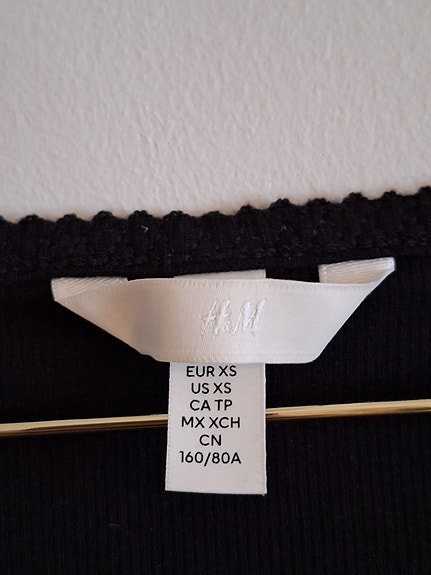 H&M
EUR XS
US XS
CA TP
MX XCH
CN
160/80A